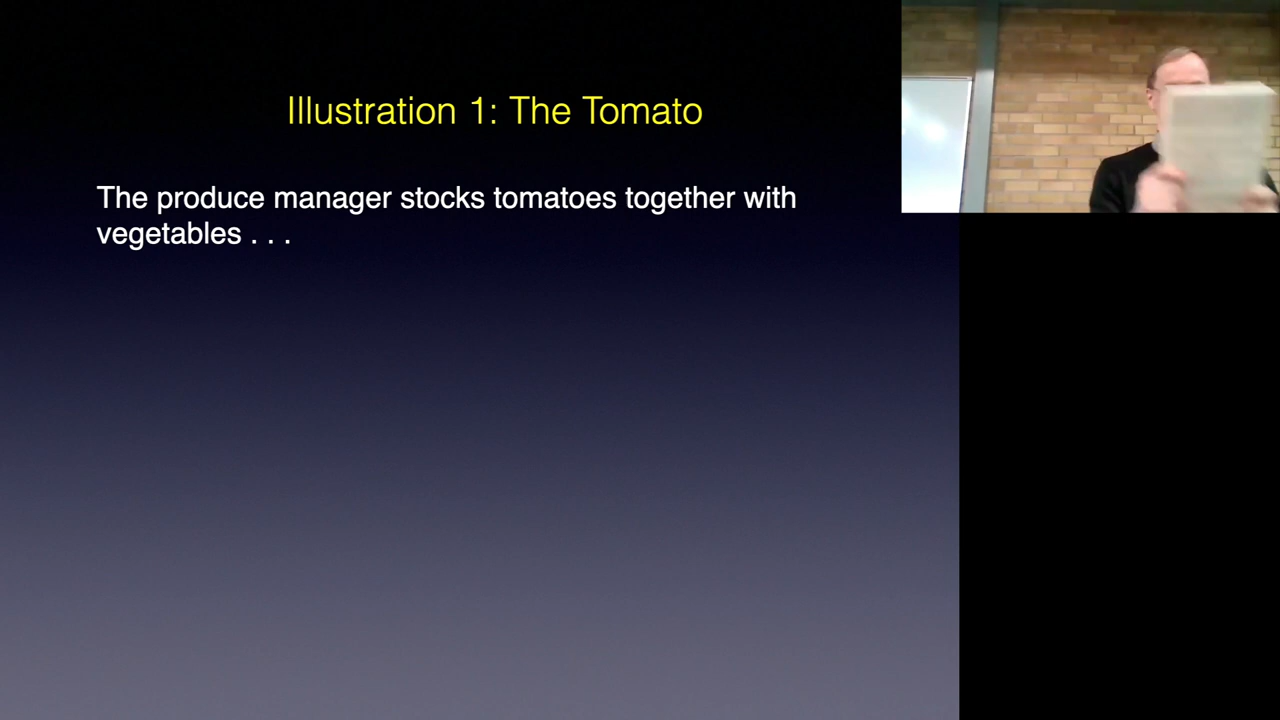 Illustration 1: The Tomato
The produce manager stocks tomatoes together with
vegetables . . .